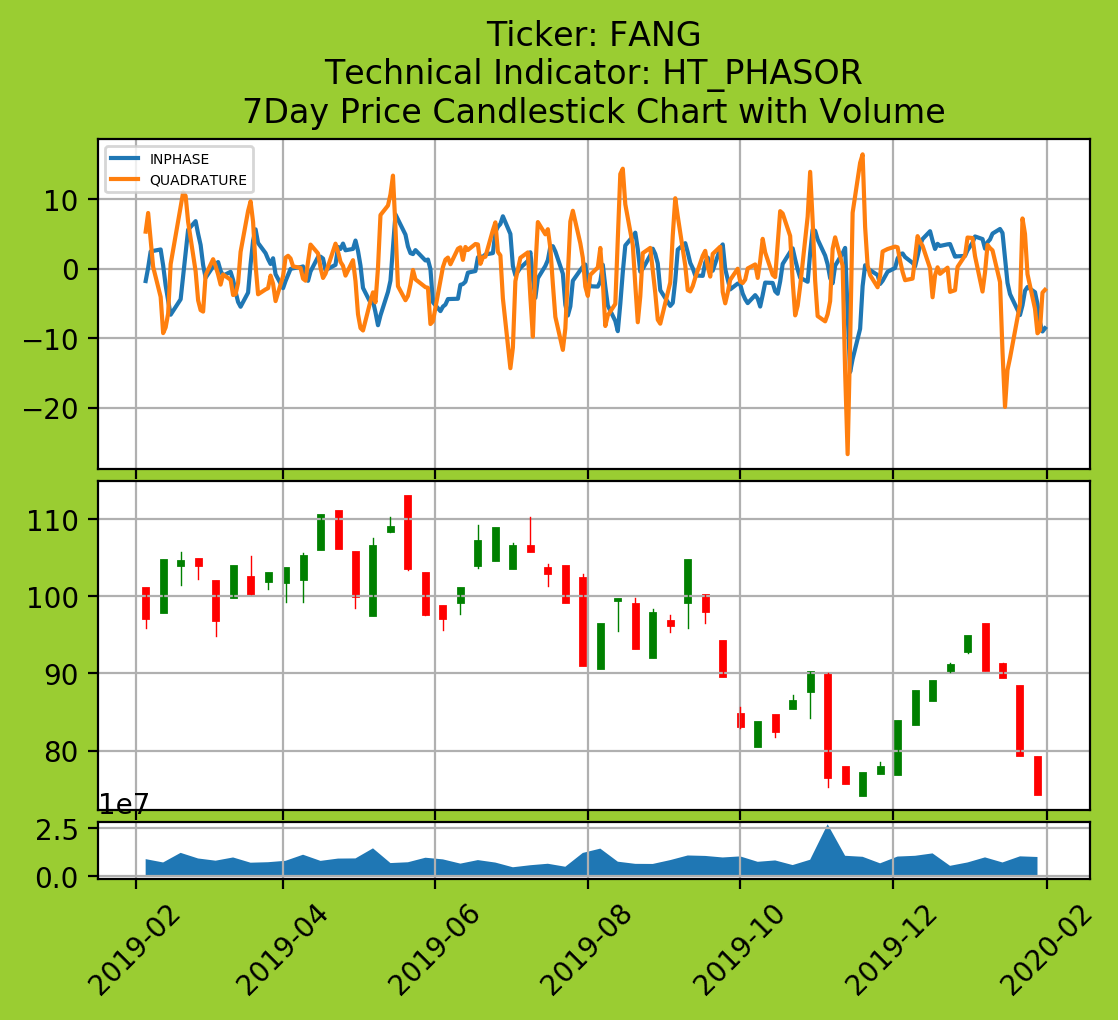 Ticker: FANG
Technical Indicator: HT_PHASOR
7Day Price Candlestick Chart with Volume
INPHASE
QUADRATURE
10
0
−10
−20
110
100
90
80
1e7
2.5
0.0
2019-02
2019-04
2019-06
2019-08
2019-10
2019-12
2020-02